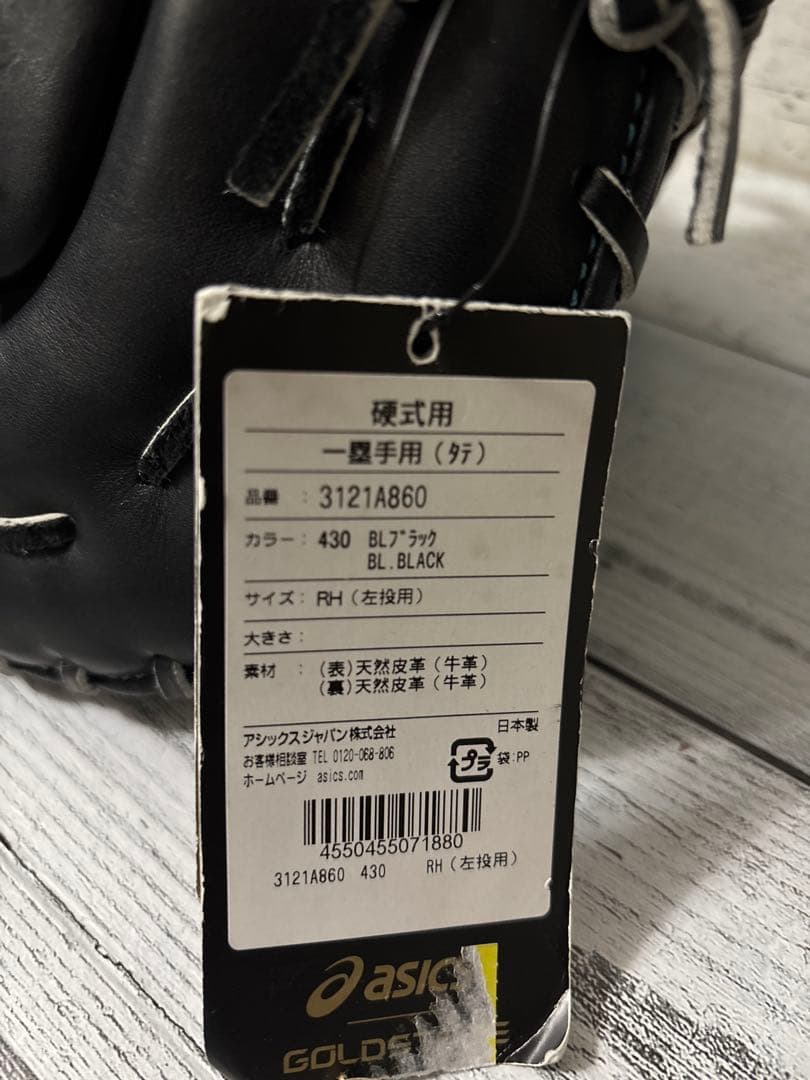 硬式用
一塁手用(タテ)
品番 : 3121A860
カラー : 430 BLブラック
BL.BLACK
サイズ : RH(左投用)
大きさ :
素材 : (表)天然皮革(牛革)
(裏)天然皮革(牛革)
アシックスジャパン株式会社
日本製
お客様相談室 TEL 0120-068-806
ホームページ asics.com
プラ 袋:PP
4550455071880
3121A860 430 RH(左投用)
asics